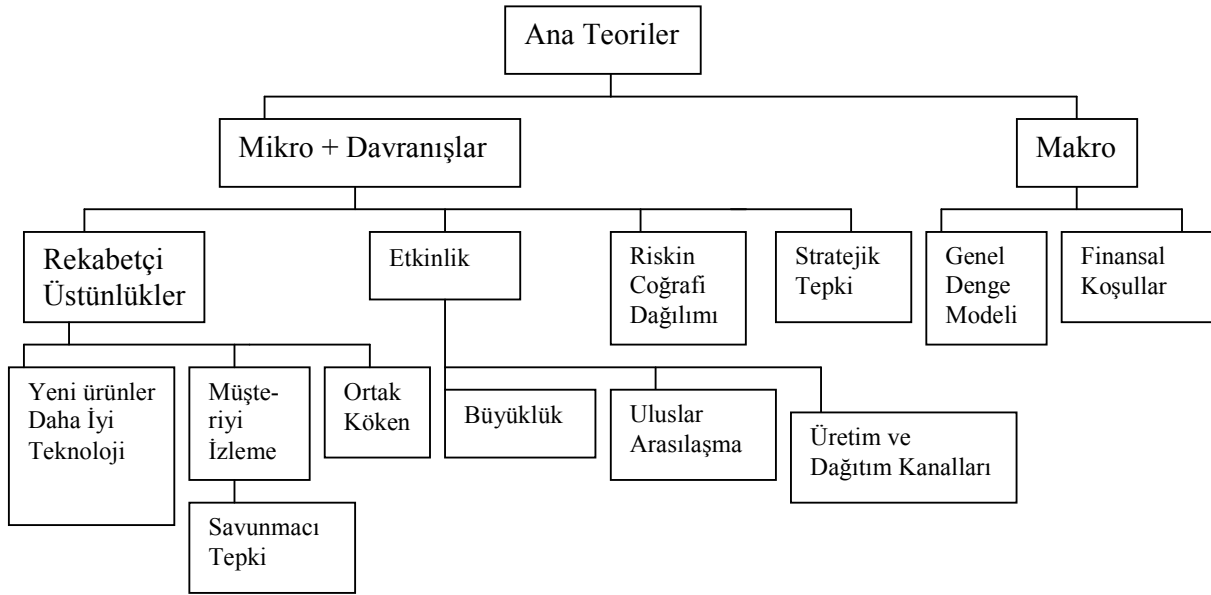 Ana Teoriler
Mikro + Davranışlar
Makro
Rekabetçi
Üstünlükler
Etkinlik
Riskin
Coğrafi
Dağılımı
Stratejik
Tepki
Genel
Denge
Modeli
Finansal
Koşullar
Yeni ürünler
Daha İyi
Teknoloji
Müşte-
riyi
İzleme
Ortak
Köken
Büyüklük
Uluslar
Arasılaşma
Üretim ve
Dağıtım Kanalları
Savunmacı
Tepki